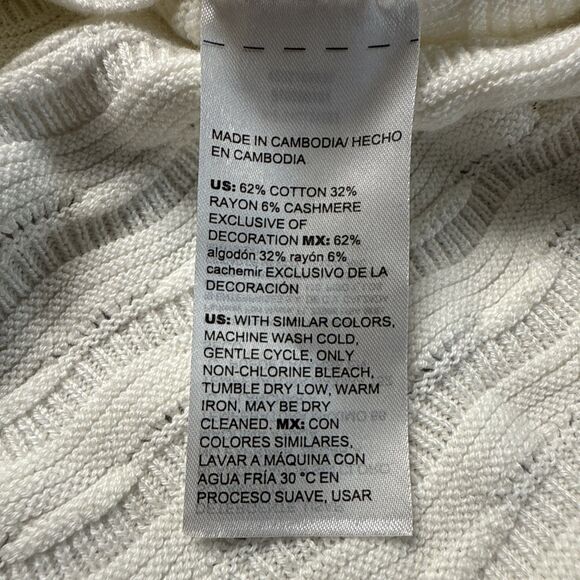 MADE IN CAMBODIA/ HECHO
EN CAMBODIA
US: 62% COTTON 32%
RAYON 6% CASHMERE
EXCLUSIVE OF
DECORATION MX: 62%
algodón 32% rayón 6%
cachemir EXCLUSIVO DE LA
DECORACIÓN
US: WITH SIMILAR COLORS,
MACHINE WASH COLD,
GENTLE CYCLE, ONLY
NON-CHLORINE BLEACH,
TUMBLE DRY LOW, WARM
IRON, MAY BE DRY
CLEANED. MX: CON
COLORES SIMILARES,
LAVAR A MÁQUINA CON
AGUA FRÍA 30 °C EN
PROCESO SUAVE, USAR